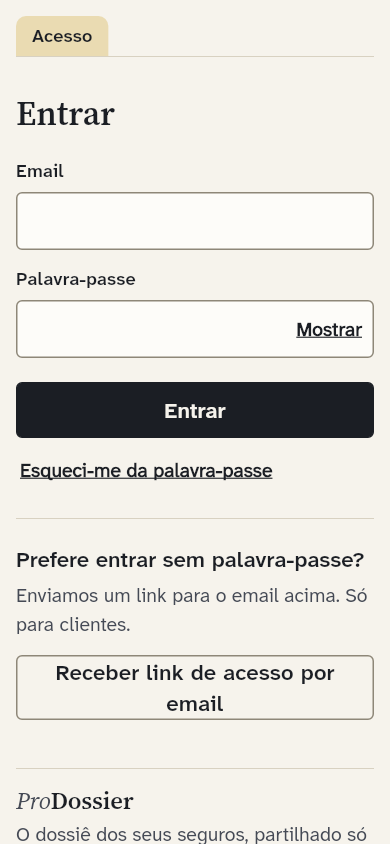 Acesso
Entrar
Email
Palavra-passe
Mostrar
Entrar
Esqueci-me da palavra-passe
Prefere entrar sem palavra-passe?
Enviamos um link para o email acima. Só
para clientes.
Receber link de acesso por
email
ProDossier
O dossiê dos seus seguros, partilhado só